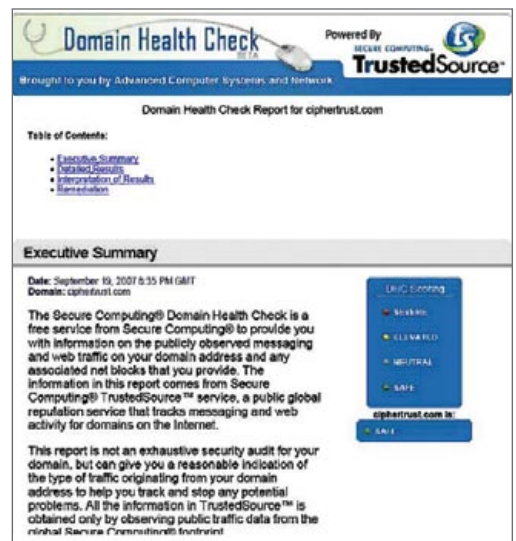 Domain Health Check
BETA
Powered By
SECURE COMPUTING
TrustedSource
Brought to you by Advanced Computer Systems and Network
Domain Health Check Report for ciphertrust.com
Table of Contents:
• Executive Summary
• Detailed Results
• Interpretation of Results
• Remediation
Executive Summary
Date: September 19, 2007 8:35 PM GMT
Domain: ciphertrust.com
The Secure Computing® Domain Health Check is a
free service from Secure Computing® to provide you
with information on the publicly observed messaging
and web traffic on your domain address and any
associated net blocks that you provide. The
information in this report comes from Secure
Computing® TrustedSource™ service, a public global
reputation service that tracks messaging and web
activity for domains on the Internet.
This report is not an exhaustive security audit for your
domain, but can give you a reasonable indication of
the type of traffic originating from your domain
address to help you track and stop any potential
problems. All the information in TrustedSource™ is
obtained only by observing public traffic data from the
global Secure Computing® footprint
DHC Scoring
SEVERE
ELEVATED
NEUTRAL
SAFE
ciphertrust.com is:
SAFE